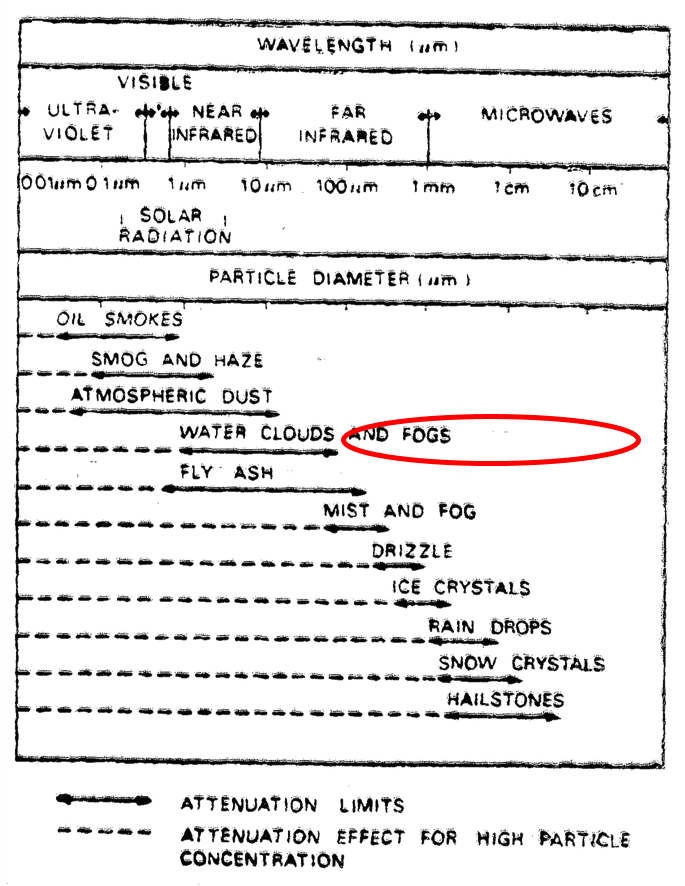 WAVELENGTH (µm)
VISIBLE
ULTRA-
VIOLET
NEAR
INFRARED
FAR
INFRARED
MICROWAVES
001µm 0 1µm 1µm 10µm 100µm 1mm 1cm 10cm
SOLAR
RADIATION
PARTICLE DIAMETER (µm)
OIL SMOKES
SMOG AND HAZE
ATMOSPHERIC DUST
WATER CLOUDS AND FOGS
FLY ASH
MIST AND FOG
DRIZZLE
ICE CRYSTALS
RAIN DROPS
SNOW CRYSTALS
HAILSTONES
ATTENUATION LIMITS
ATTENUATION EFFECT FOR HIGH PARTICLE
CONCENTRATION